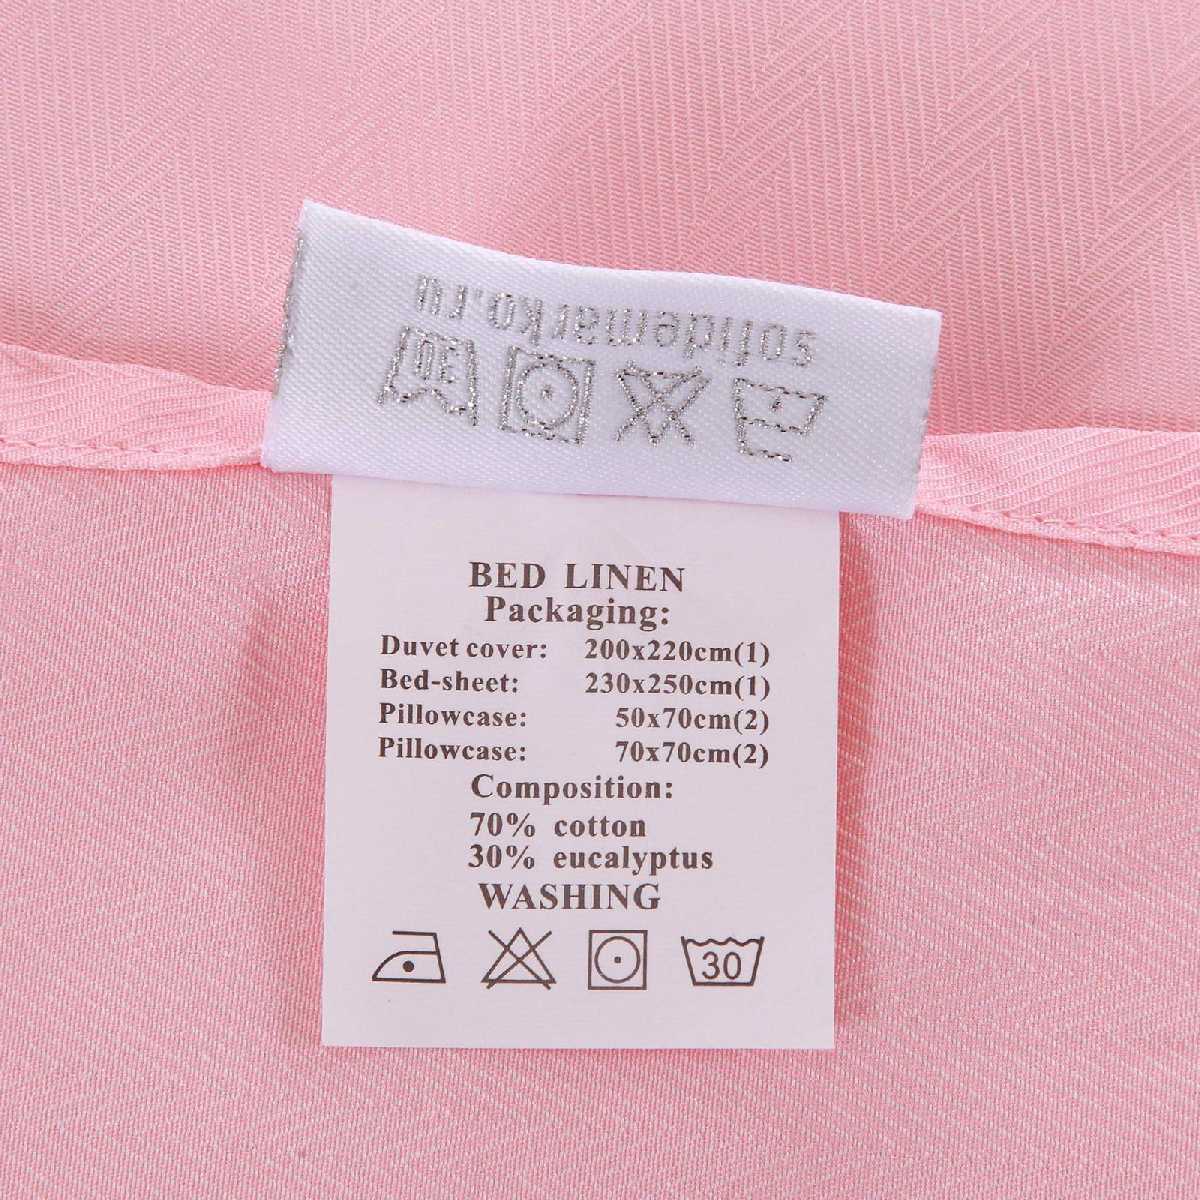 sofidemarko.ru
30
BED LINEN
Packaging:
Duvet cover: 200x220cm(1)
Bed-sheet: 230x250cm(1)
Pillowcase: 50x70cm(2)
Pillowcase: 70x70cm(2)
Composition:
70% cotton
30% eucalyptus
WASHING
30